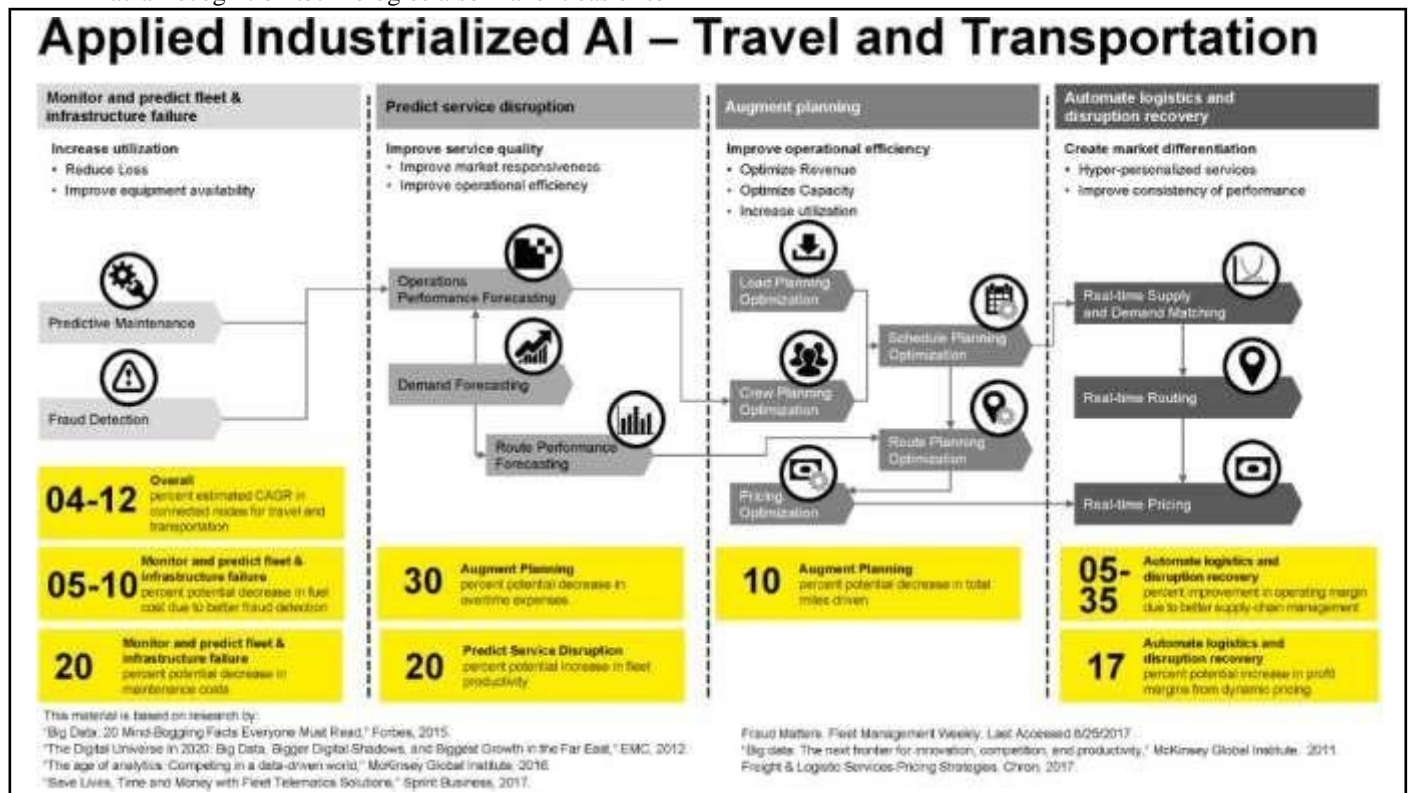 Applied Industrialized AI – Travel and Transportation
Monitor and predict fleet &
infrastructure failure
Increase utilization
• Reduce Loss
• Improve equipment availability
Predictive Maintenance
Fraud Detection
04-12
Overall
percent estimated CAGR in
connected nodes for travel and
transportation
05-10
Monitor and predict fleet &
infrastructure failure
percent potential decrease in fuel
cost due to better fraud detection
20
Monitor and predict fleet &
infrastructure failure
percent potential decrease in
maintenance costs
Predict service disruption
Improve service quality
• Improve market responsiveness
• Improve operational efficiency
Operations
Performance Forecasting
Demand Forecasting
Route Performance
Forecasting
30
Augment Planning
percent potential decrease in
overtime expenses
20
Predict Service Disruption
percent potential increase in fleet
productivity
Augment planning
Improve operational efficiency
• Optimize Revenue
• Optimize Capacity
• Increase utilization
Load Planning
Optimization
Crew Planning
Optimization
Schedule Planning
Optimization
Route Planning
Optimization
Pricing
Optimization
10
Augment Planning
percent potential decrease in total
miles driven
Automate logistics and
disruption recovery
Create market differentiation
• Hyper-personalized services
• Improve consistency of performance
Real-time Supply
and Demand Matching
Real-time Routing
Real-time Pricing
05-
35
Automate logistics and
disruption recovery
percent improvement in operating margin
due to better supply-chain management
17
Automate logistics and
disruption recovery
percent potential increase in profit
margins from dynamic pricing
This material is based on research by:
"Big Data: 20 Mind-Boggling Facts Everyone Must Read," Forbes, 2015.
"The Digital Universe in 2020: Big Data, Bigger Digital Shadows, and Biggest Growth in the Far East," EMC, 2012.
"The age of analytics: Competing in a data-driven world," McKinsey Global Institute, 2016
"Save Lives, Time and Money with Fleet Telematics Solutions," Sprint Business, 2017.
Fraud Matters. Fleet Management Weekly. Last Accessed 6/25/2017
"Big data: The next frontier for innovation, competition, and productivity," McKinsey Global Institute. 2011.
Freight & Logistic Services Pricing Strategies. Chron. 2017.